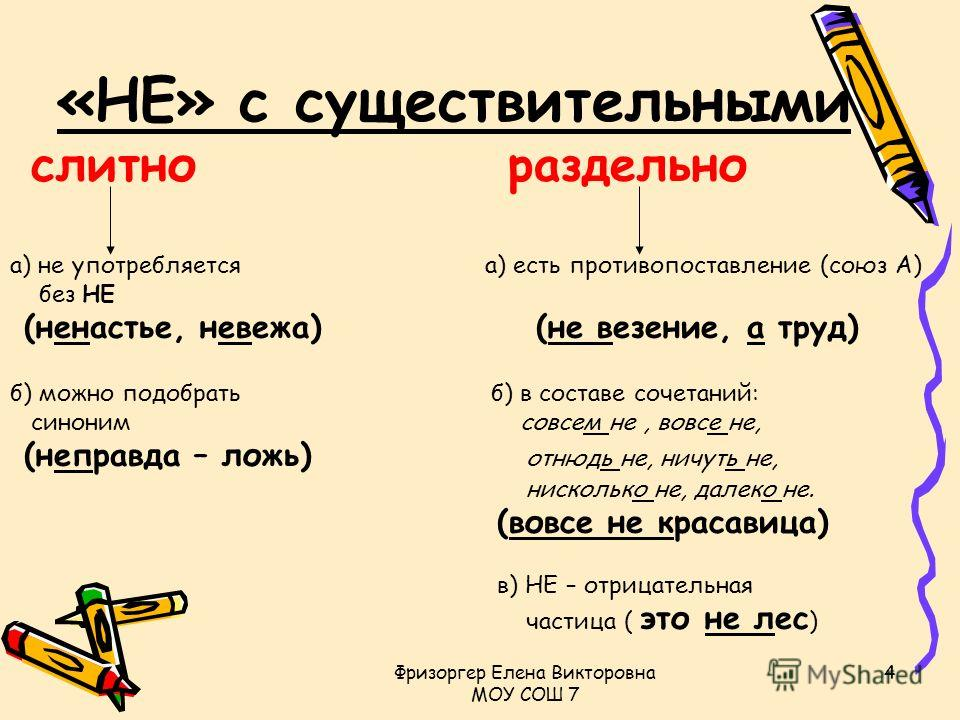 «НЕ» с существительными
слитно
а) не употребляется
без НЕ
(ненастье, невежа)
б) можно подобрать
синоним
(неправда – ложь)
раздельно
а) есть противопоставление (союз А)
(не везение, а труд)
б) в составе сочетаний:
совсем не , вовсе не,
отнюдь не, ничуть не,
нисколько не, далеко не.
(вовсе не красавица)
в) НЕ – отрицательная
частица ( это не лес)
Фризоргер Елена Викторовна
МОУ СОШ 7
4
MyShared